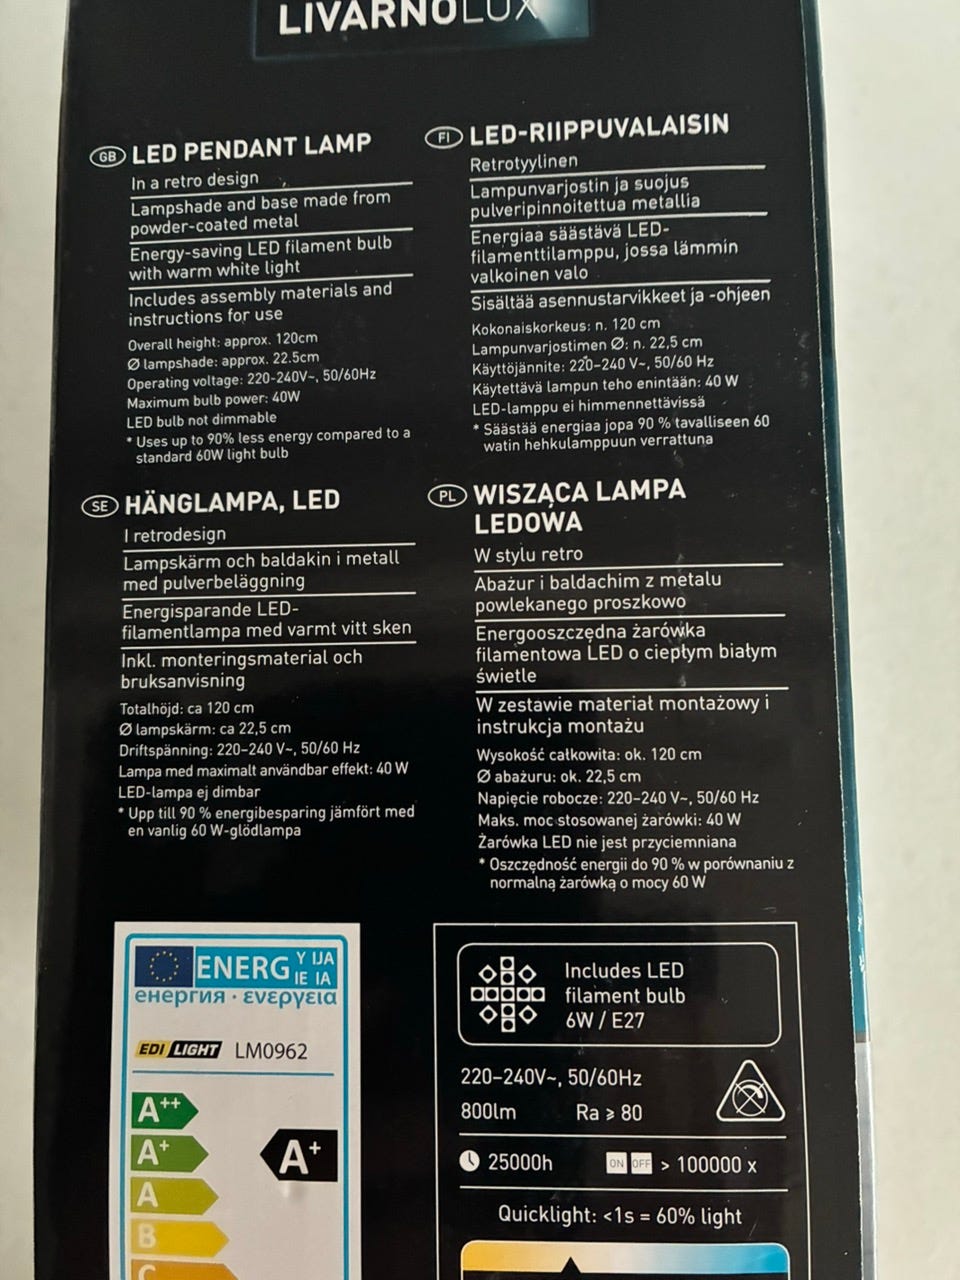 LIVARNOLUX
GB LED PENDANT LAMP
In a retro design
Lampshade and base made from
powder-coated metal
Energy-saving LED filament bulb
with warm white light
Includes assembly materials and
instructions for use
Overall height: approx. 120cm
Ø lampshade: approx. 22.5cm
Operating voltage: 220-240V~, 50/60Hz
Maximum bulb power: 40W
LED bulb not dimmable
* Uses up to 90% less energy compared to a
standard 60W light bulb
FI LED-RIIPPUVALAISIN
Retrotyylinen
Lampunvarjostin ja suojus
pulveripinnoitettua metallia
Energiaa säästävä LED-
filamenttilamppu, jossa lämmin
valkoinen valo
Sisältää asennustarvikkeet ja -ohjeen
Kokonaiskorkeus: n. 120 cm
Lampunvarjostimen Ø: n. 22,5 cm
Käyttöjännite: 220–240 V~, 50/60 Hz
Käytettävä lampun teho enintään: 40 W
LED-lamppu ei himmennettävissä
* Säästää energiaa jopa 90 % tavalliseen 60
watin hehkulamppuun verrattuna
SE HÄNGLAMPA, LED
I retrodesign
Lampskärm och baldakin i metall
med pulverbeläggning
Energisparande LED-
filamentlampa med varmt vitt sken
Inkl. monteringsmaterial och
bruksanvisning
Totalhöjd: ca 120 cm
Ø lampskärm: ca 22,5 cm
Driftspänning: 220–240 V~, 50/60 Hz
Lampa med maximalt användbar effekt: 40 W
LED-lampa ej dimbar
* Upp till 90 % energibesparing jämfört med
en vanlig 60 W-glödlampa
PL WISZĄCA LAMPA
LEDOWA
W stylu retro
Abażur i baldachim z metalu
powlekanego proszkowo
Energooszczędna żarówka
filamentowa LED o ciepłym białym
świetle
W zestawie materiał montażowy i
instrukcja montażu
Wysokość całkowita: ok. 120 cm
Ø abażuru: ok. 22,5 cm
Napięcie robocze: 220–240 V~, 50/60 Hz
Maks. moc stosowanej żarówki: 40 W
Żarówka LED nie jest przyciemniana
* Oszczędność energii do 90 % w porównaniu z
normalną żarówką o mocy 60 W
ENERG Y IJA
IE IA
енергия · ενεργεια
EDI LIGHT LM0962
A++
A+ A+
A
B
C
Includes LED
filament bulb
6W / E27
220–240V~, 50/60Hz
800lm Ra ≥ 80
25000h ON OFF > 100000 x
Quicklight: <1s = 60% light